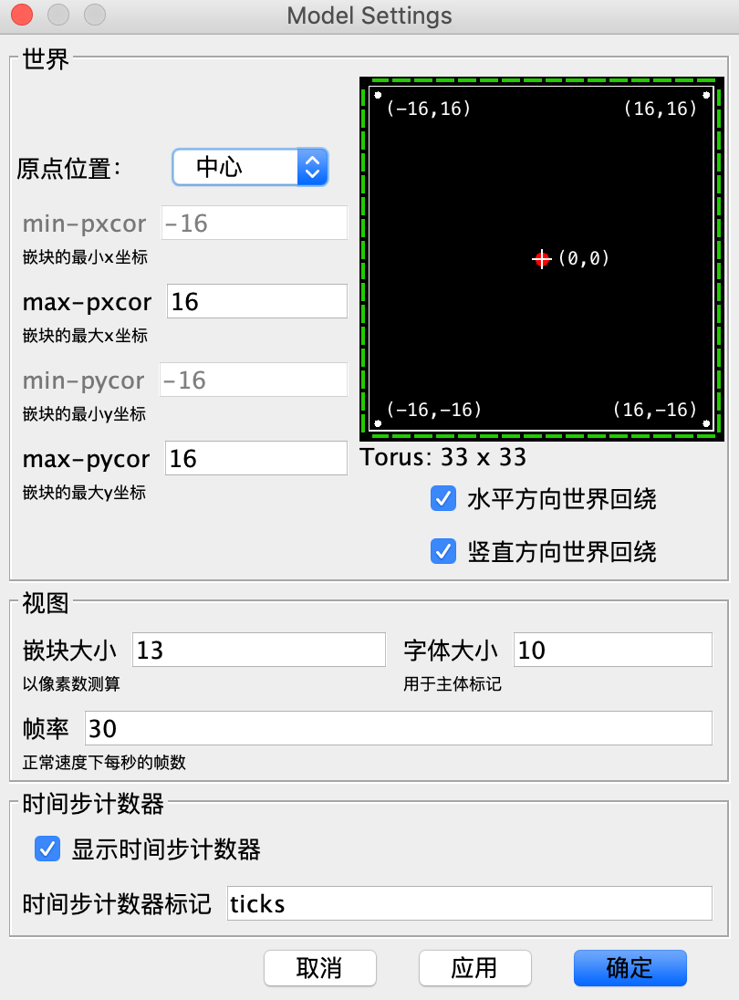 Model Settings
世界
(-16,16) (16,16)
原点位置: 中心
min-pxcor -16
嵌块的最小x坐标
(0,0)
max-pxcor 16
嵌块的最大x坐标
min-pycor -16
嵌块的最小y坐标
(-16,-16) (16,-16)
max-pycor 16
嵌块的最大y坐标
Torus: 33 x 33
水平方向世界回绕
竖直方向世界回绕
视图
嵌块大小 13 字体大小 10
以像素数测算 用于主体标记
帧率 30
正常速度下每秒的帧数
时间步计数器
显示时间步计数器
时间步计数器标记 ticks
取消 应用 确定